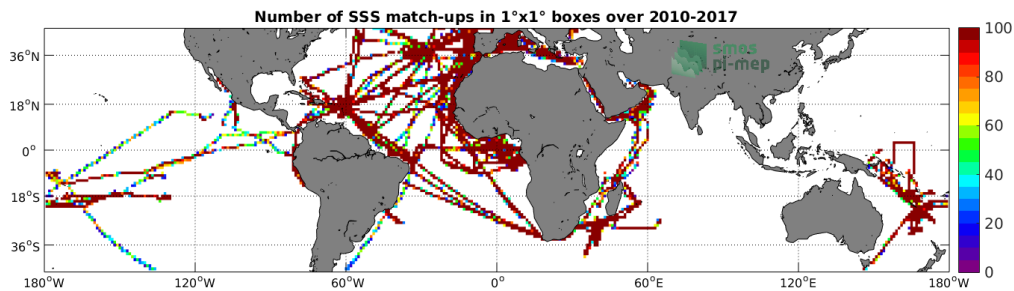 Number of SSS match-ups in 1°x1° boxes over 2010-2017
36°N
18°N
0°
18°S
36°S
180°W
120°W
60°W
0°E
60°E
120°E
180°W
smos
pi-mep
100
80
60
40
20
0